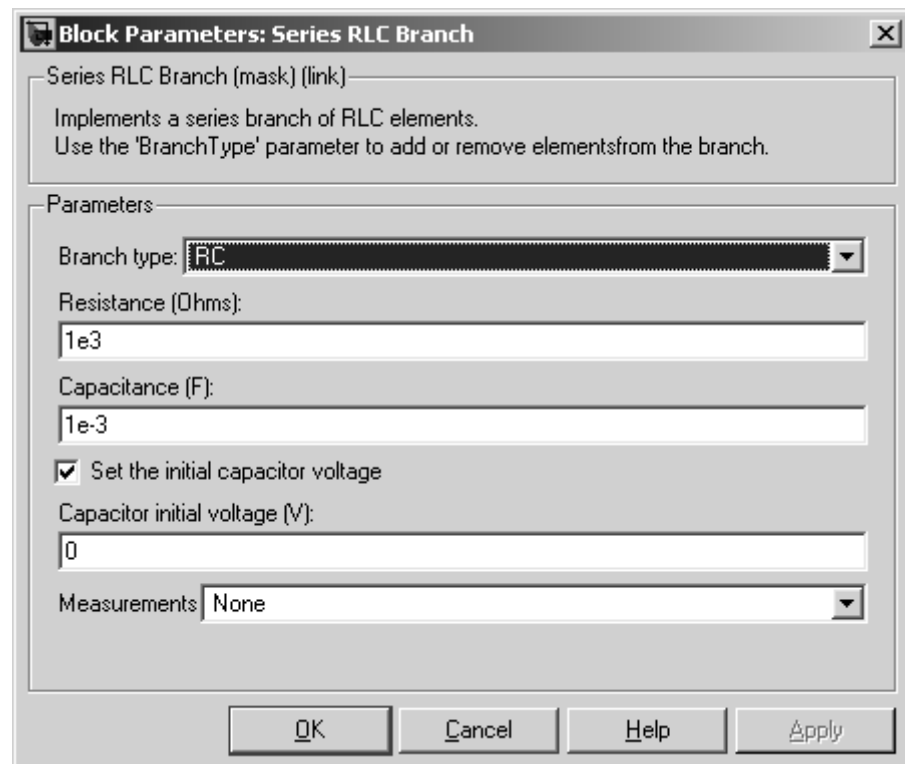 Block Parameters: Series RLC Branch
Series RLC Branch (mask) (link)
Implements a series branch of RLC elements.
Use the 'BranchType' parameter to add or remove elementsfrom the branch.
Parameters
Branch type: RC
Resistance (Ohms):
1e3
Capacitance (F):
1e-3
Set the initial capacitor voltage
Capacitor initial voltage (V):
0
Measurements None
OK Cancel Help Apply